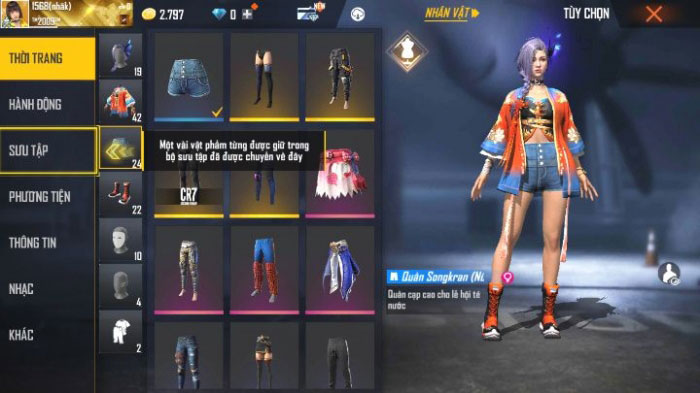 1568(nhák)
2.797
0
NHÂN VẬT
TÙY CHỌN
THỜI TRANG
HÀNH ĐỘNG
SƯU TẬP
PHƯƠNG TIỆN
THÔNG TIN
NHẠC
KHÁC
19
42
24
22
10
4
2
Một vài vật phẩm từng được giữ trong
bộ sưu tập đã được chuyển về đây
CR7
Quần Songkran (Nữ
Quần cạp cao cho lễ hội té
nước